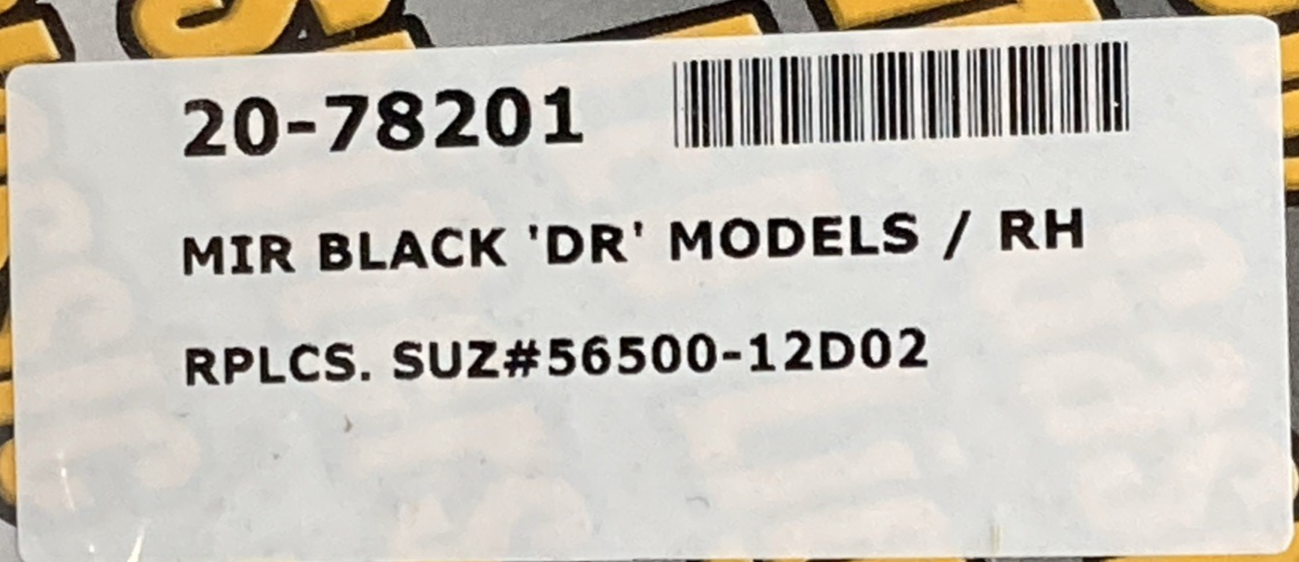 20-78201
MIR BLACK 'DR' MODELS / RH
RPLCS. SUZ#56500-12D02